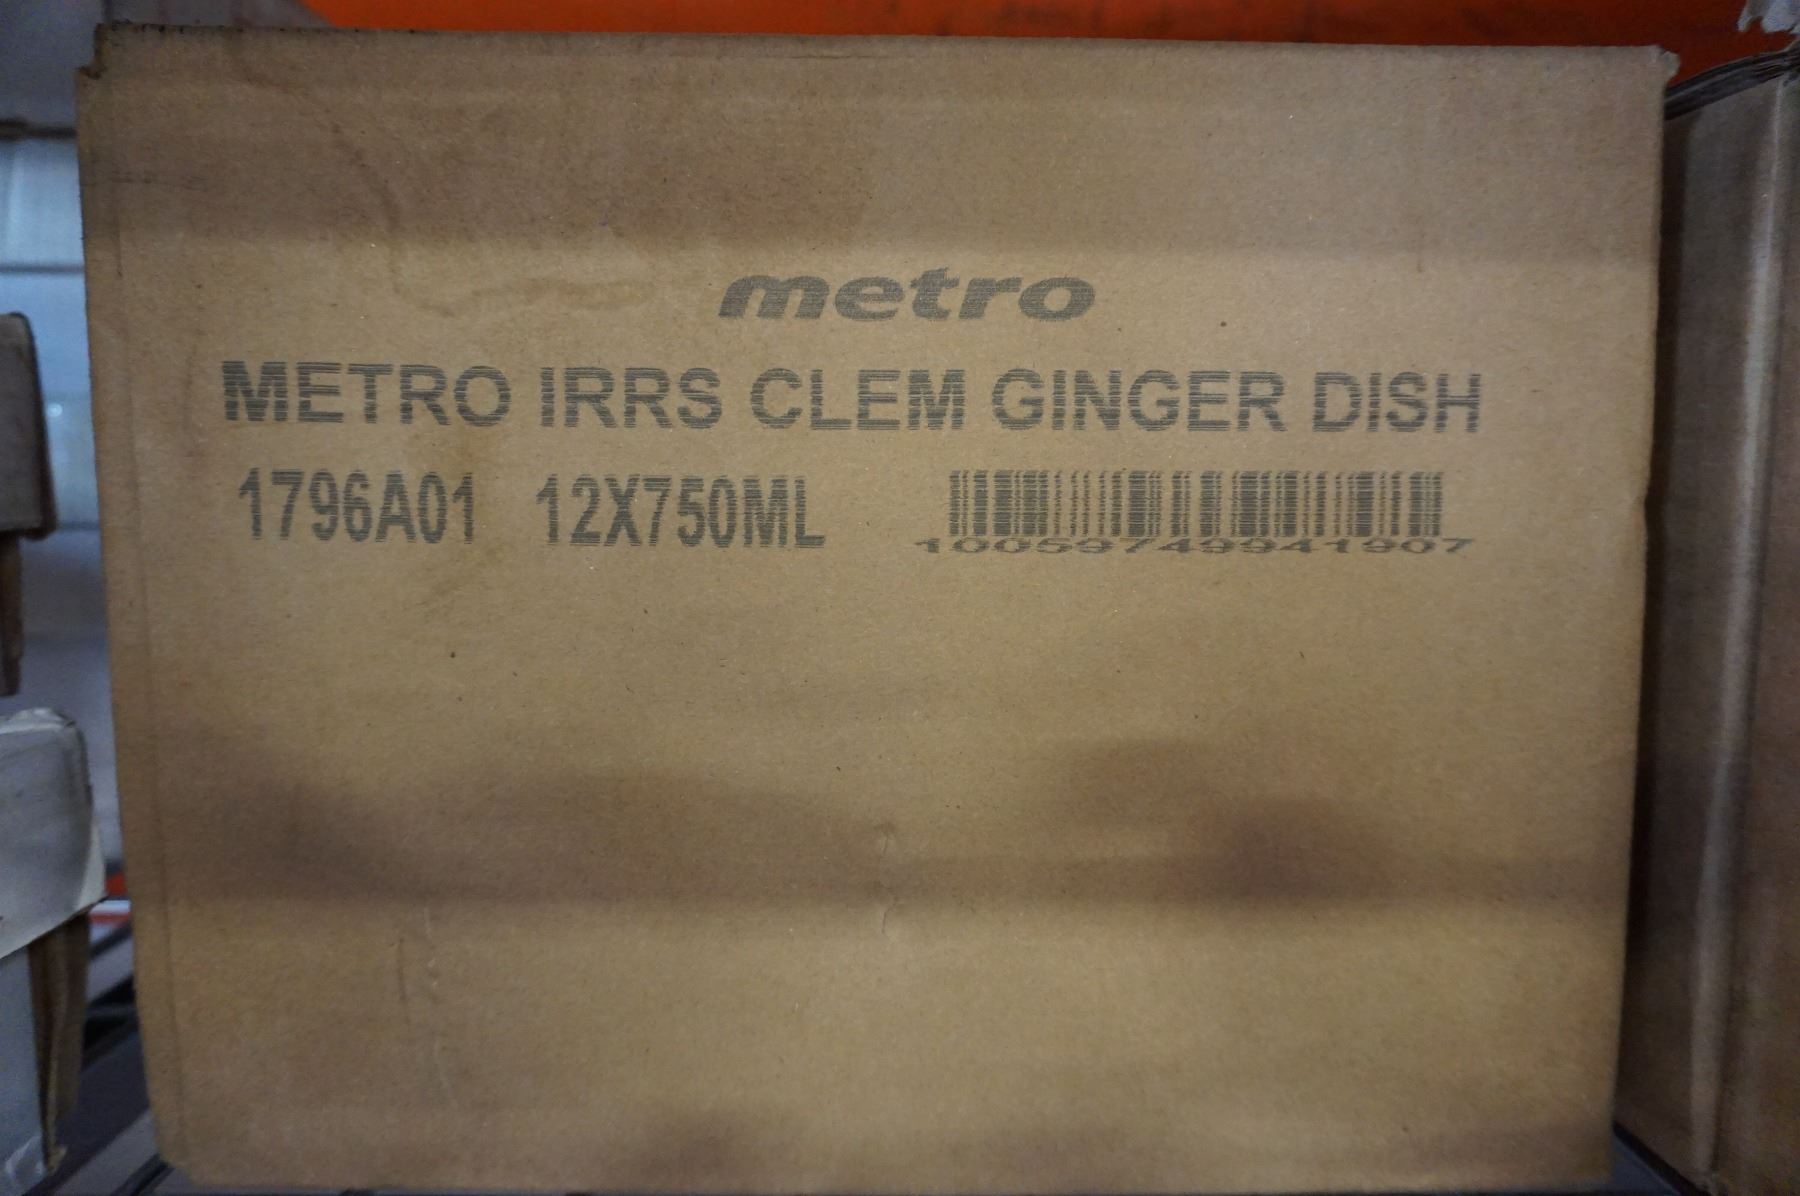 metro
METRO IRRS CLEM GINGER DISH
1796A01 12X750ML
10059749941907